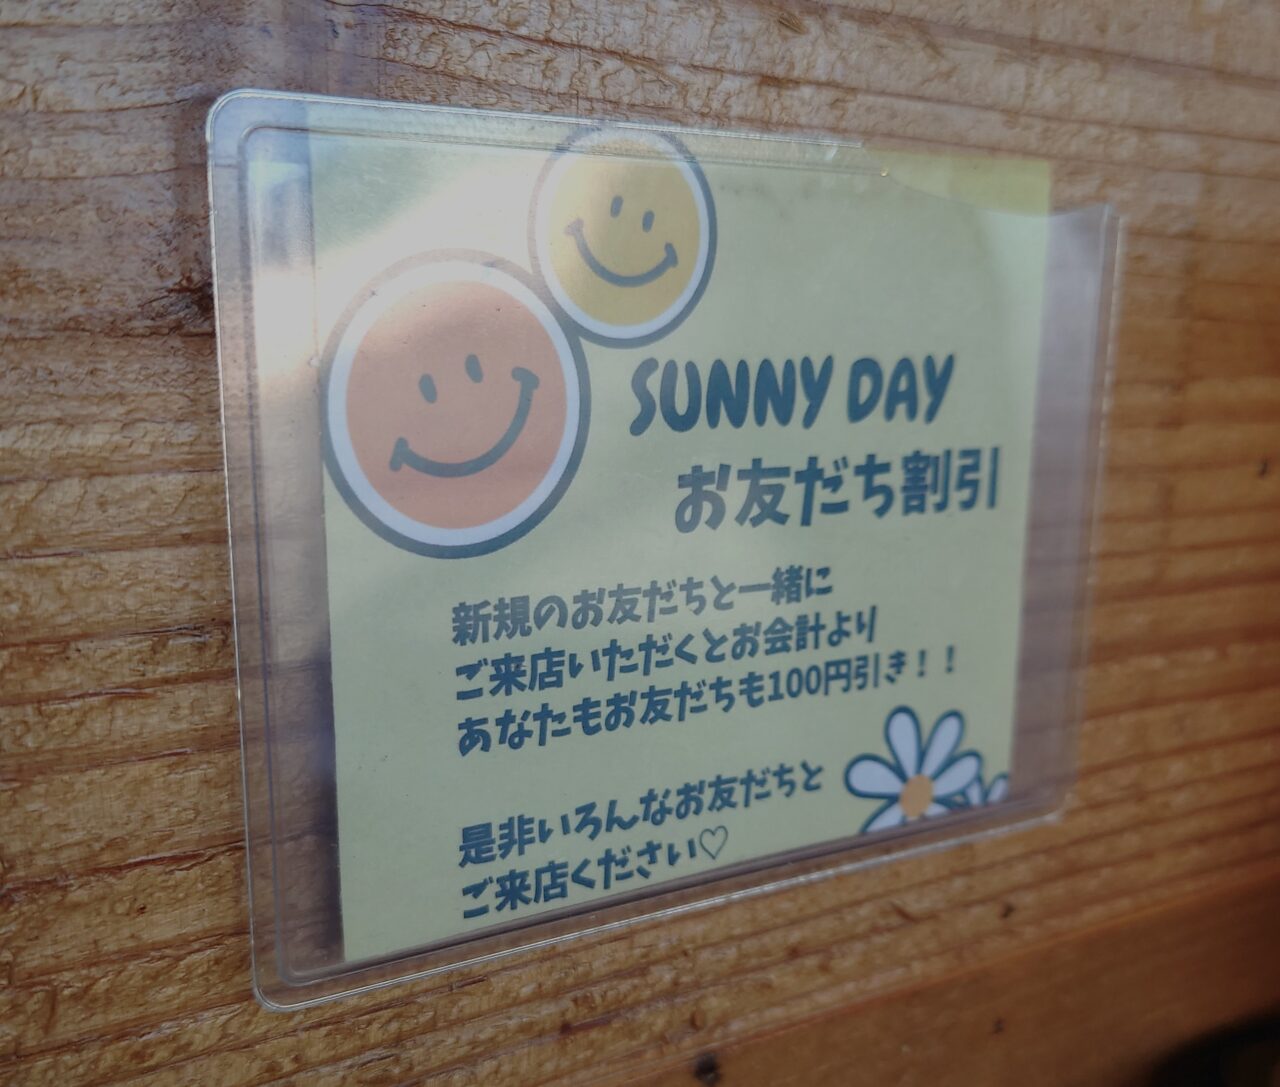 SUNNY DAY
お友だち割引
新規のお友だちと一緒に
ご来店いただくとお会計より
あなたもお友だちも100円引き！！
是非いろんなお友だちと
ご来店ください♡